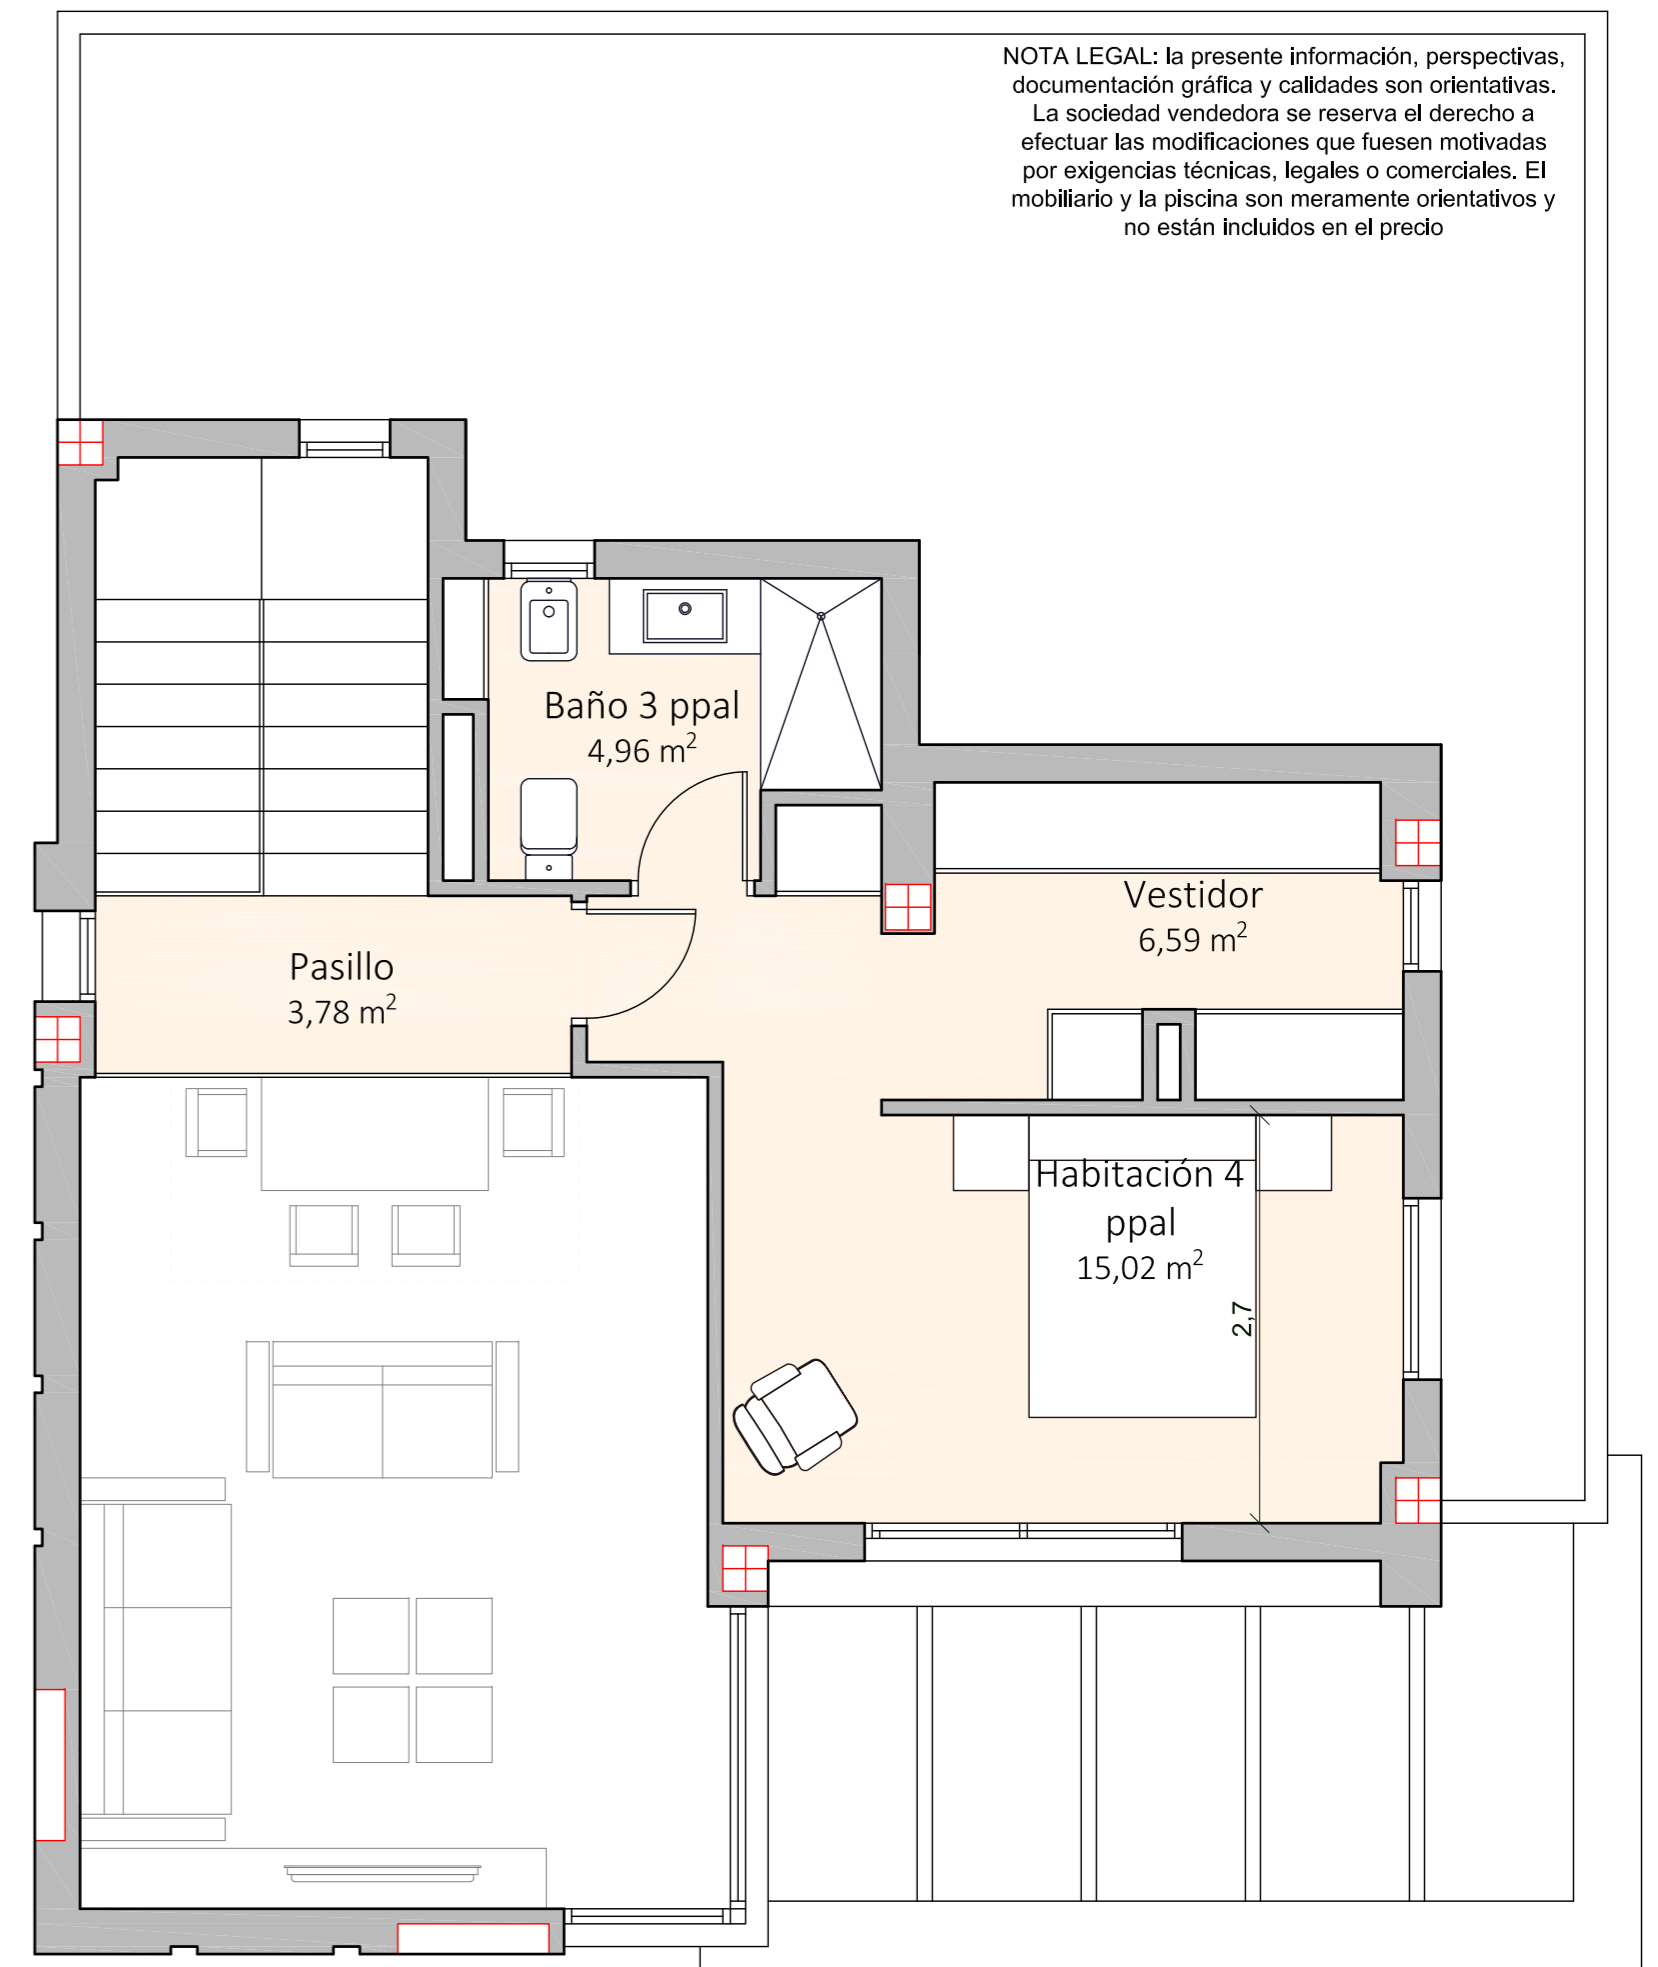 NOTA LEGAL: la presente información, perspectivas,
documentación gráfica y calidades son orientativas.
La sociedad vendedora se reserva el derecho a
efectuar las modificaciones que fuesen motivadas
por exigencias técnicas, legales o comerciales. El
mobiliario y la piscina son meramente orientativos y
no están incluidos en el precio
Baño 3 ppal
4,96 m²
Vestidor
6,59 m²
Pasillo
3,78 m²
Habitación 4
ppal
15,02 m²
2,7